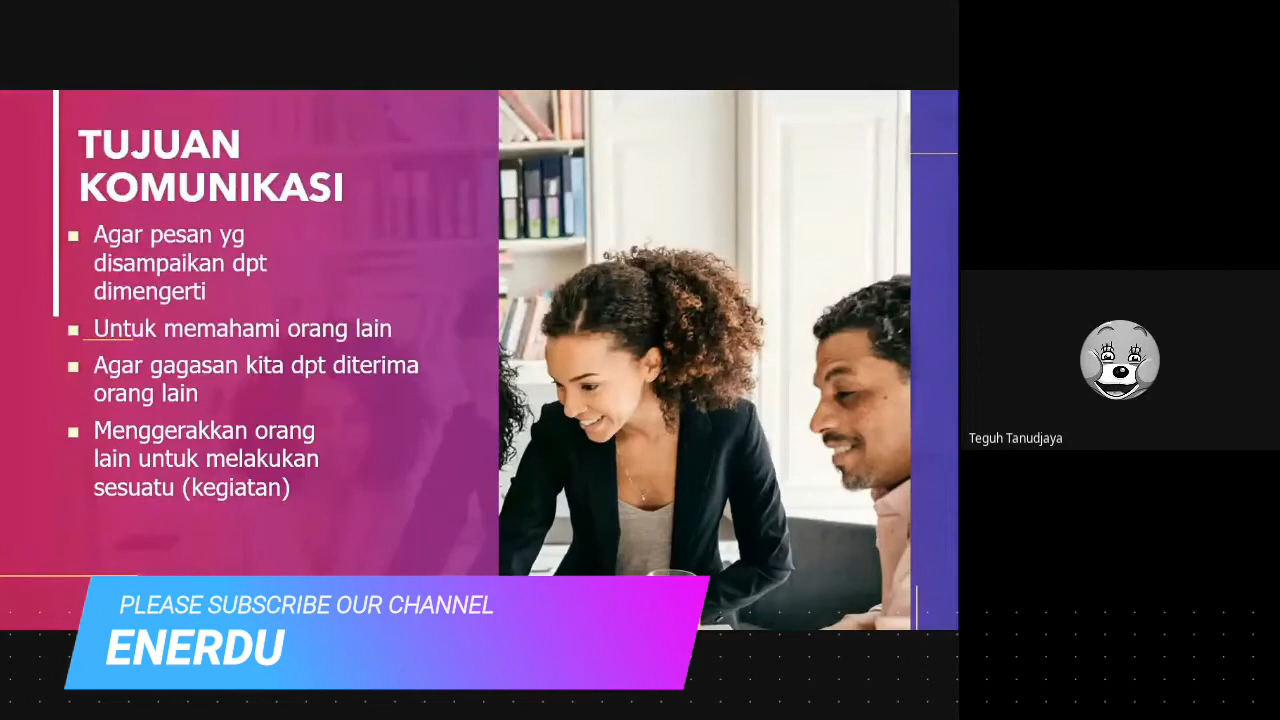 TUJUAN
KOMUNIKASI
Agar pesan yg
disampaikan dpt
dimengerti
Untuk memahami orang lain
Agar gagasan kita dpt diterima
orang lain
Menggerakkan orang
lain untuk melakukan
sesuatu (kegiatan)
PLEASE SUBSCRIBE OUR CHANNEL
ENERDU
Teguh Tanudjaya